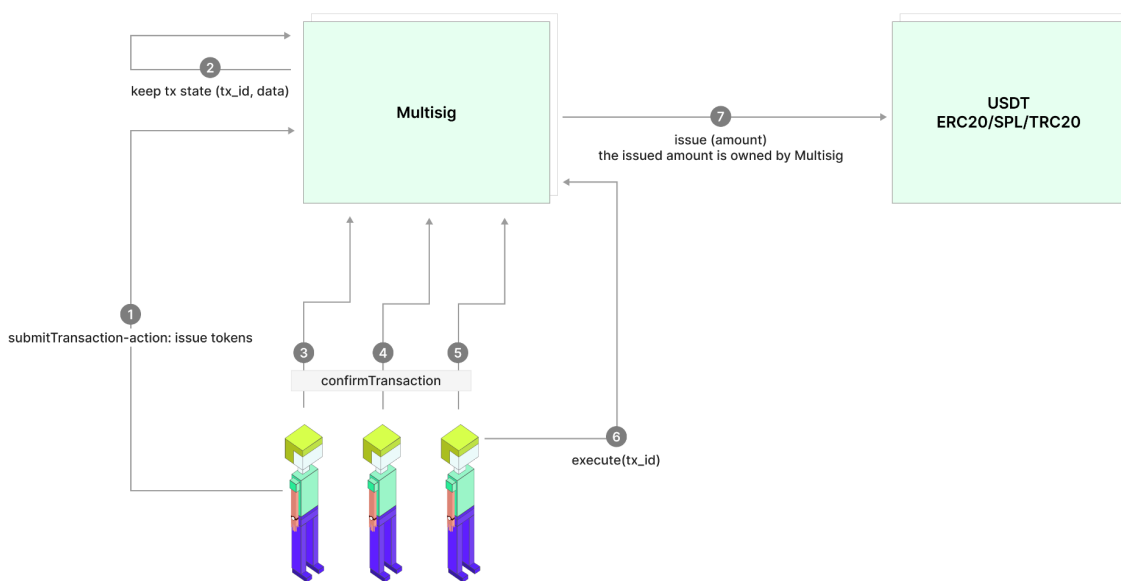 2
keep tx state (tx_id, data)
Multisig
USDT
ERC20/SPL/TRC20
7
issue (amount)
the issued amount is owned by Multisig
1
submitTransaction-action: issue tokens
3
4
5
confirmTransaction
6
execute(tx_id)